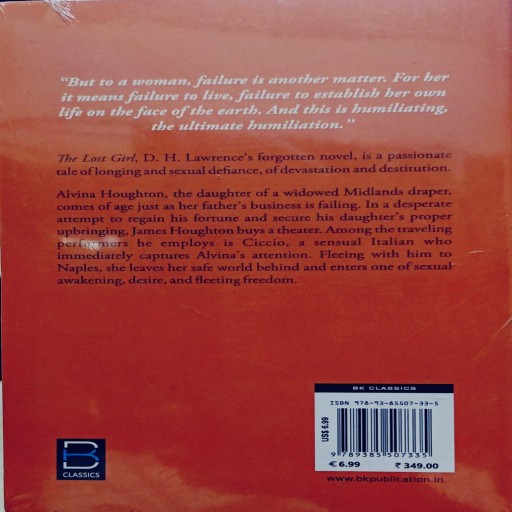 “But to a woman, failure is another matter. For her
it means failure to live, failure to establish her own
life on the face of the earth. And this is humiliating,
the ultimate humiliation.”
The Lost Girl, D. H. Lawrence's forgotten novel, is a passionate
tale of longing and sexual defiance, of devastation and destitution.
Alvina Houghton, the daughter of a widowed Midlands draper,
comes of age just as her father's business is failing. In a desperate
attempt to regain his fortune and secure his daughter's proper
upbringing, James Houghton buys a theater. Among the traveling
performers he employs is Ciccio, a sensual Italian who
immediately captures Alvina's attention. Fleeing with him to
Naples, she leaves her safe world behind and enters one of sexual
awakening, desire, and fleeting freedom.
BK CLASSICS
ISBN 978-93-85507-33-5
US$ 6.99
9 789385 507335
€ 6.99 ₹ 349.00
www.bkpublication.in
B
CLASSICS